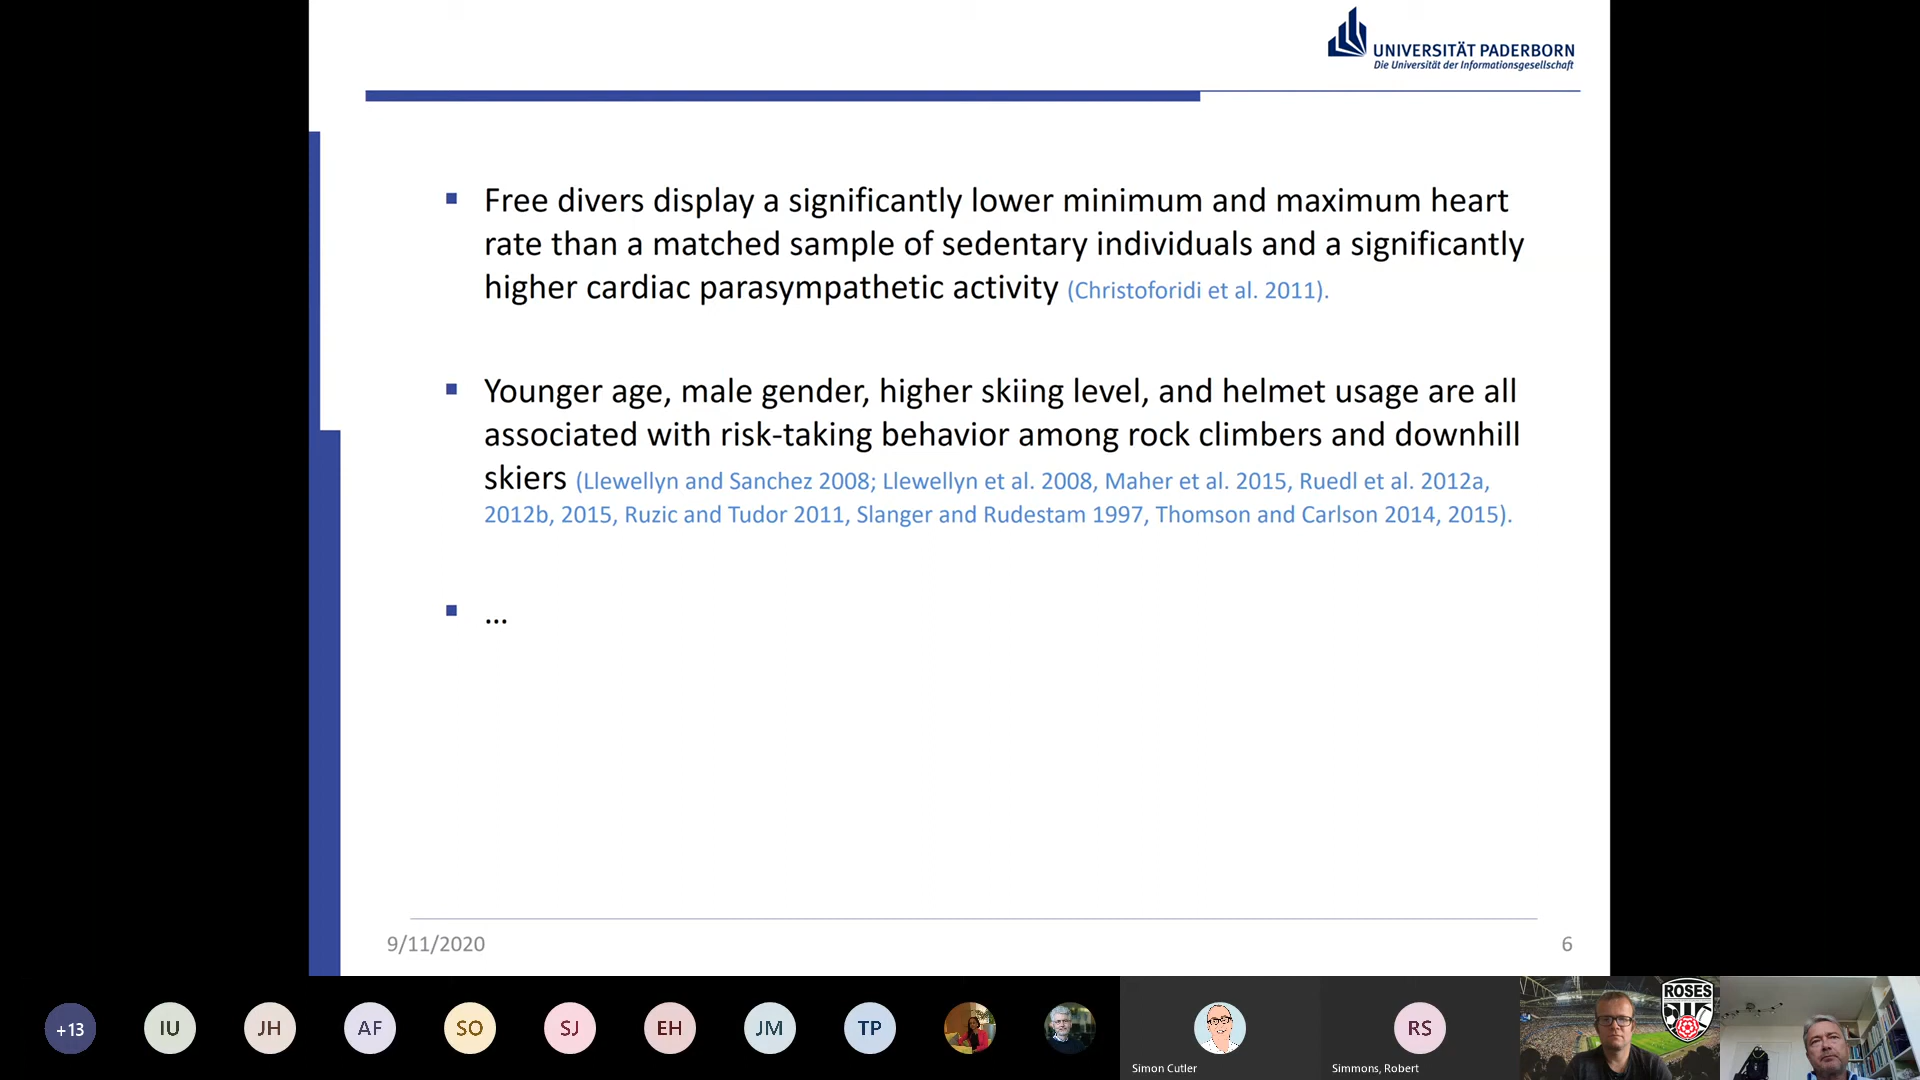 UNIVERSITÄT PADERBORN
Die Universität der Informationsgesellschaft
Free divers display a significantly lower minimum and maximum heart
rate than a matched sample of sedentary individuals and a significantly
higher cardiac parasympathetic activity (Christoforidi et al. 2011).
Younger age, male gender, higher skiing level, and helmet usage are all
associated with risk-taking behavior among rock climbers and downhill
skiers (Llewellyn and Sanchez 2008; Llewellyn et al. 2008, Maher et al. 2015, Ruedl et al. 2012a,
2012b, 2015, Ruzic and Tudor 2011, Slanger and Rudestam 1997, Thomson and Carlson 2014, 2015).
...
9/11/2020
6
+13
IU
JH
AF
SO
SJ
EH
JM
TP
RS
ROSES
Simon Cutler
Simmons, Robert